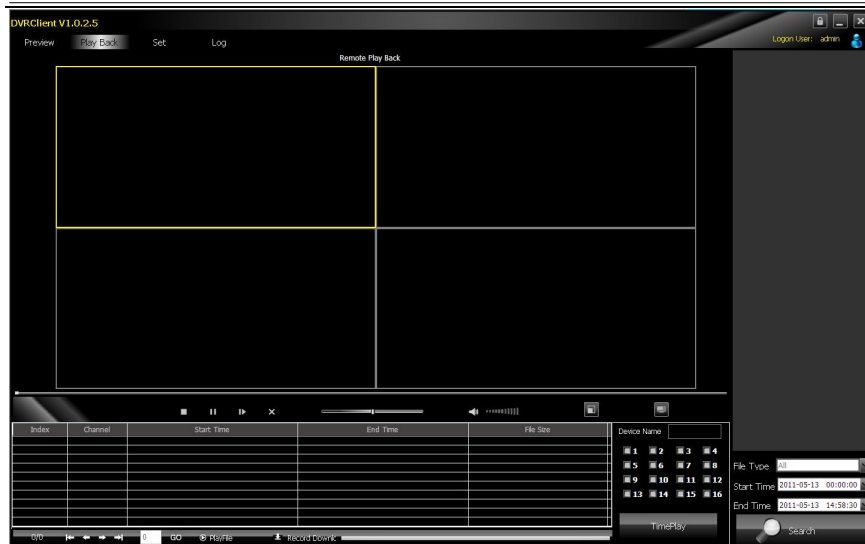 DVRClient V1.0.2.5
Preview Play Back Set Log
Logon User: admin
Remote Play Back
Index Channel Start Time End Time File Size
Device Name
1 2 3 4
5 6 7 8
9 10 11 12
13 14 15 16
TimePlay
File Type All
Start Time 2011-05-13 00:00:00
End Time 2011-05-13 14:58:30
Search
0/0 0 GO PlayFile Record Downlc